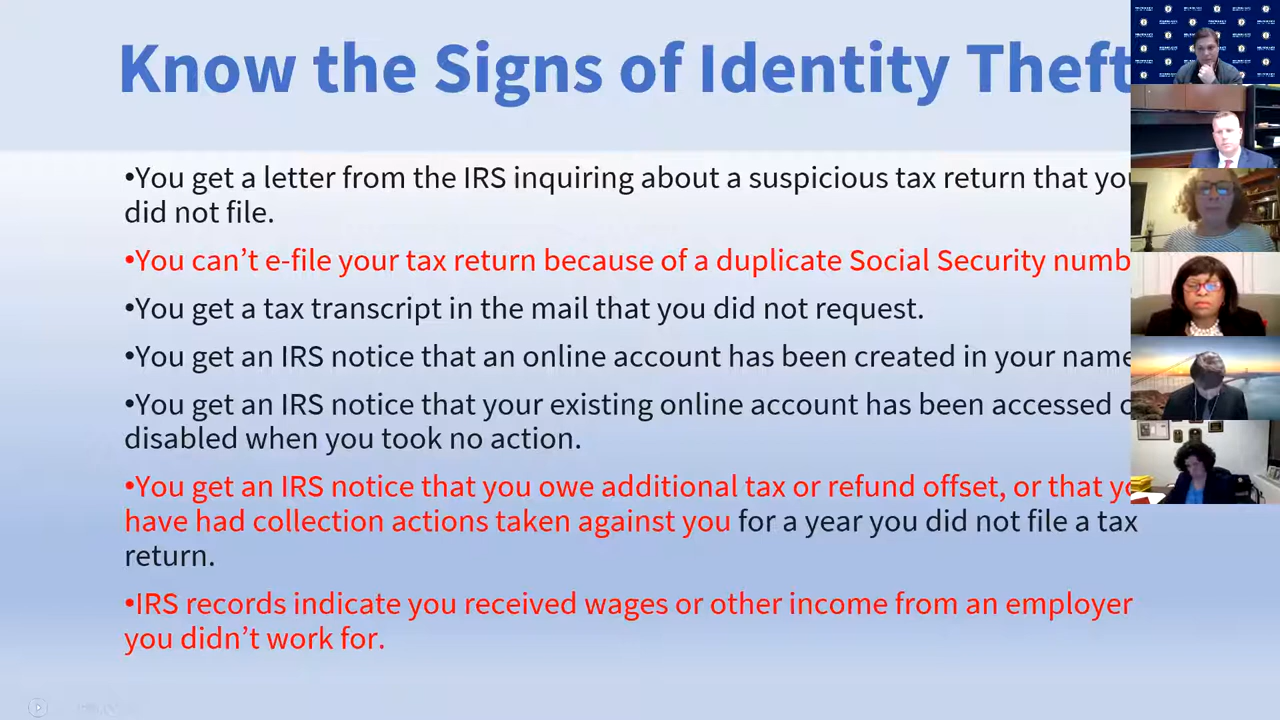 Know the Signs of Identity Theft
•You get a letter from the IRS inquiring about a suspicious tax return that you
did not file.
•You can’t e-file your tax return because of a duplicate Social Security numb
•You get a tax transcript in the mail that you did not request.
•You get an IRS notice that an online account has been created in your name
•You get an IRS notice that your existing online account has been accessed
disabled when you took no action.
•You get an IRS notice that you owe additional tax or refund offset, or that
have had collection actions taken against you for a year you did not file a tax
return.
•IRS records indicate you received wages or other income from an employer
you didn’t work for.